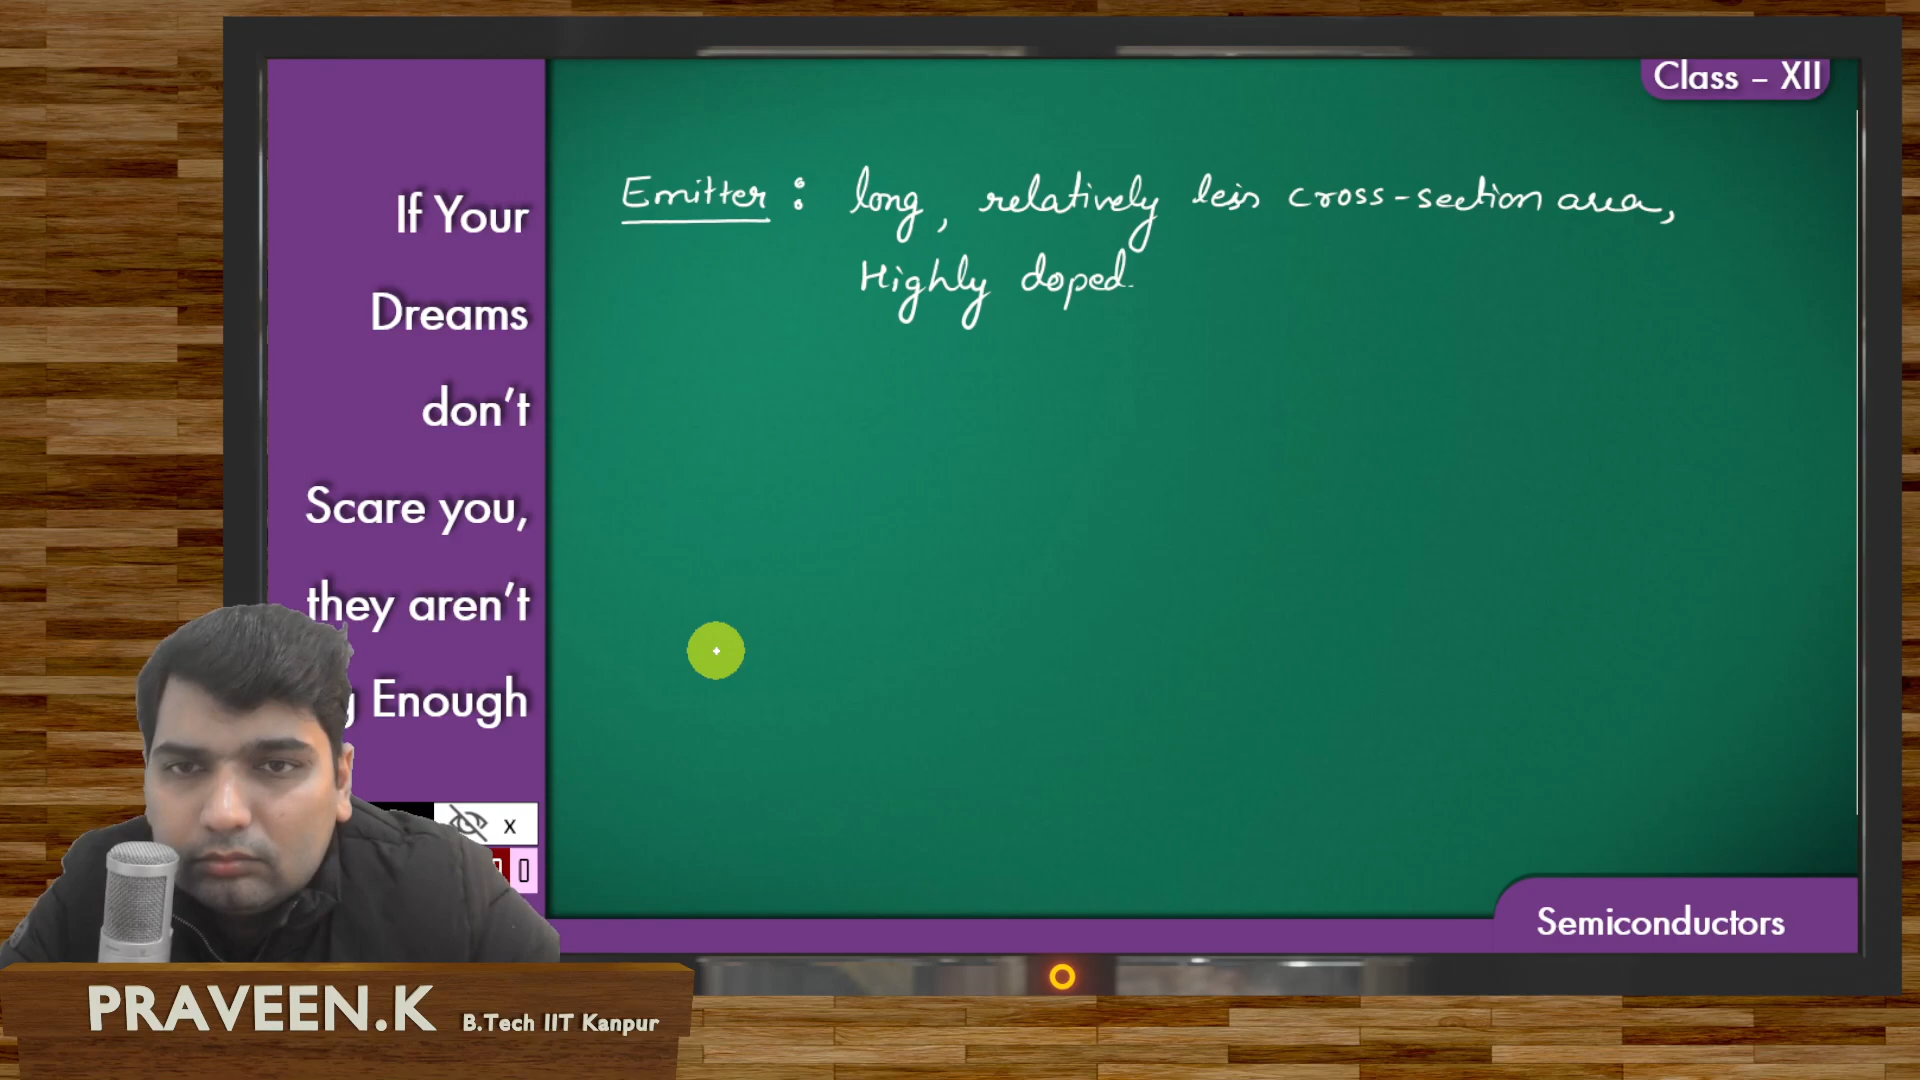 Class – XII
If Your
Dreams
don't
Scare you,
they aren't
Enough
Emitter : long, relatively less cross-section area,
Highly doped.
x
Semiconductors
PRAVEEN.K B.Tech IIT Kanpur